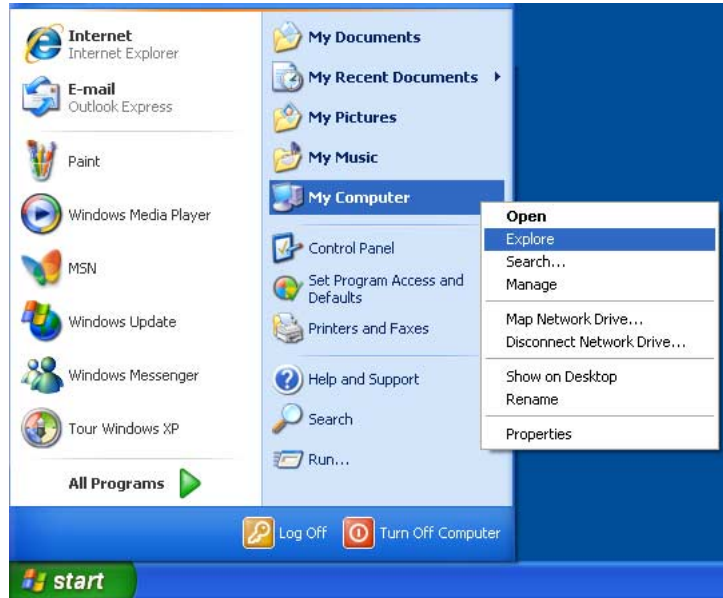 Internet
Internet Explorer
E-mail
Outlook Express
Paint
Windows Media Player
MSN
Windows Update
Windows Messenger
Tour Windows XP
All Programs
My Documents
My Recent Documents
My Pictures
My Music
My Computer
Control Panel
Set Program Access and
Defaults
Printers and Faxes
Help and Support
Search
Run...
Open
Explore
Search...
Manage
Map Network Drive...
Disconnect Network Drive...
Show on Desktop
Rename
Properties
Log Off
Turn Off Computer
start